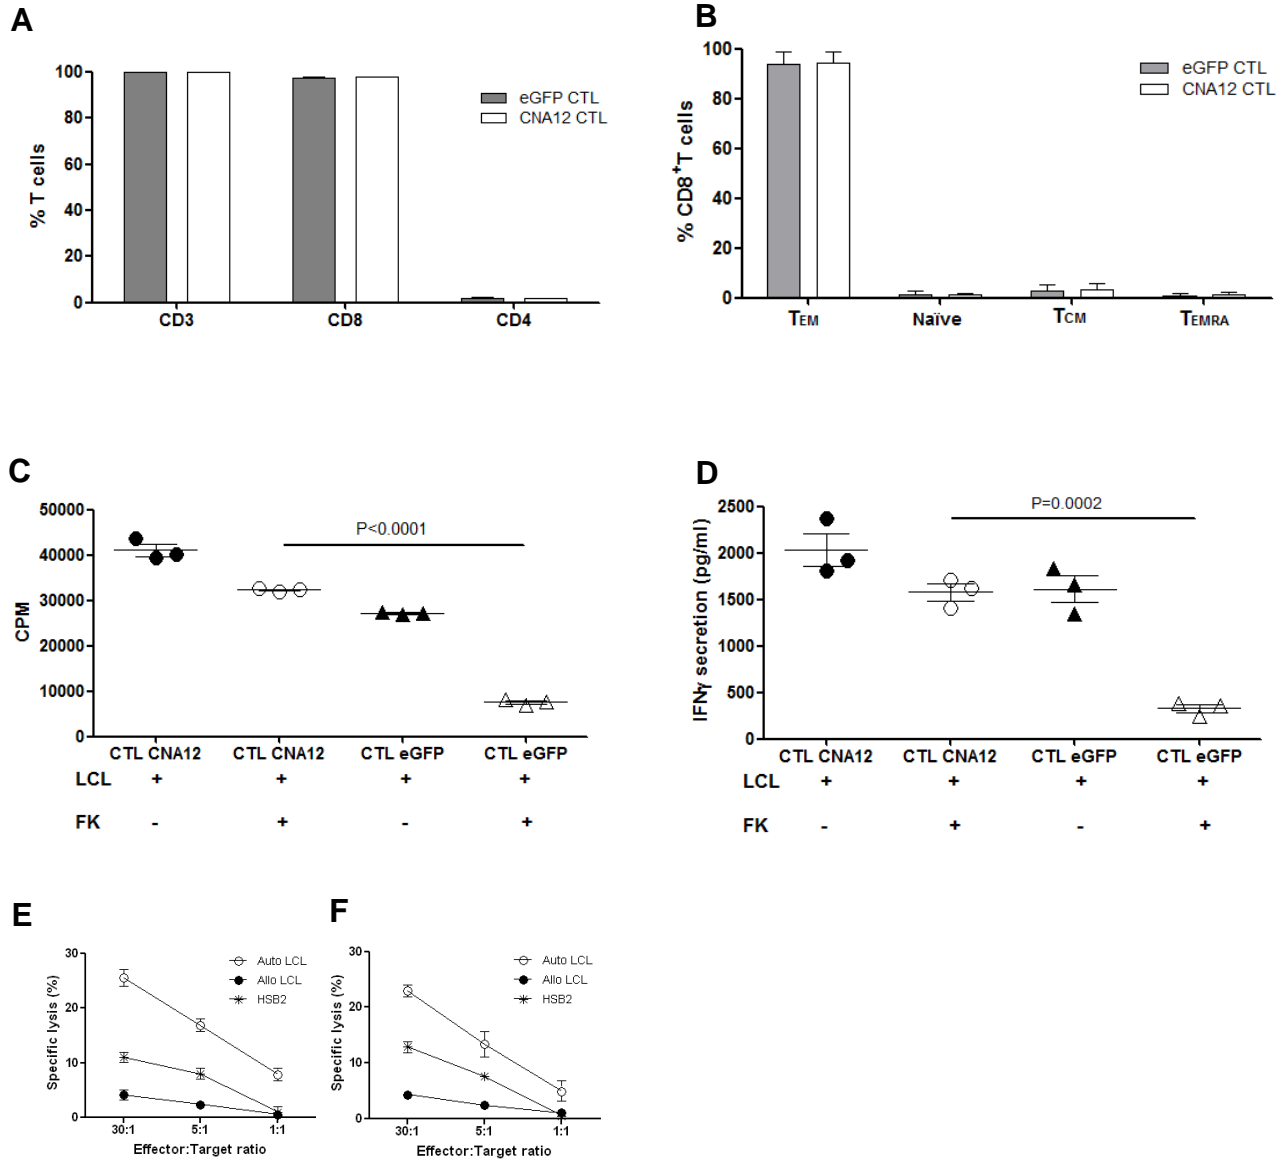 A
100
80
60
40
20
0
% T cells
CD3 CD8 CD4
eGFP CTL
CNA12 CTL
B
100
80
60
40
20
0
% CD8+T cells
TEM Naïve TCM TEMRA
eGFP CTL
CNA12 CTL
C
50000
40000
30000
20000
10000
0
CPM
P<0.0001
CTL CNA12 CTL CNA12 CTL eGFP CTL eGFP
LCL + + + +
FK - + - +
D
2500
2000
1500
1000
500
0
IFNγ secretion (pg/ml)
P=0.0002
CTL CNA12 CTL CNA12 CTL eGFP CTL eGFP
LCL + + + +
FK - + - +
E
30
20
10
0
Specific lysis (%)
Auto LCL
Allo LCL
HSB2
30:1 5:1 1:1
Effector:Target ratio
F
30
20
10
0
Specific lysis (%)
Auto LCL
Allo LCL
HSB2
30:1 5:1 1:1
Effector:Target ratio